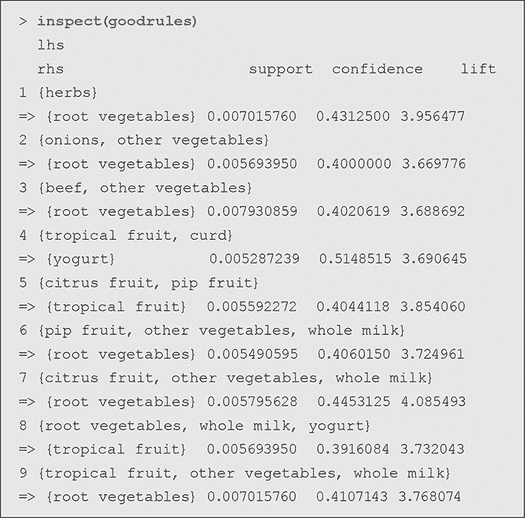 > inspect(goodrules)
lhs
rhs support confidence lift
1 {herbs}
=> {root vegetables} 0.007015760 0.4312500 3.956477
2 {onions, other vegetables}
=> {root vegetables} 0.005693950 0.4000000 3.669776
3 {beef, other vegetables}
=> {root vegetables} 0.007930859 0.4020619 3.688692
4 {tropical fruit, curd}
=> {yogurt} 0.005287239 0.5148515 3.690645
5 {citrus fruit, pip fruit}
=> {tropical fruit} 0.005592272 0.4044118 3.854060
6 {pip fruit, other vegetables, whole milk}
=> {root vegetables} 0.005490595 0.4060150 3.724961
7 {citrus fruit, other vegetables, whole milk}
=> {root vegetables} 0.005795628 0.4453125 4.085493
8 {root vegetables, whole milk, yogurt}
=> {tropical fruit} 0.005693950 0.3916084 3.732043
9 {tropical fruit, other vegetables, whole milk}
=> {root vegetables} 0.007015760 0.4107143 3.768074